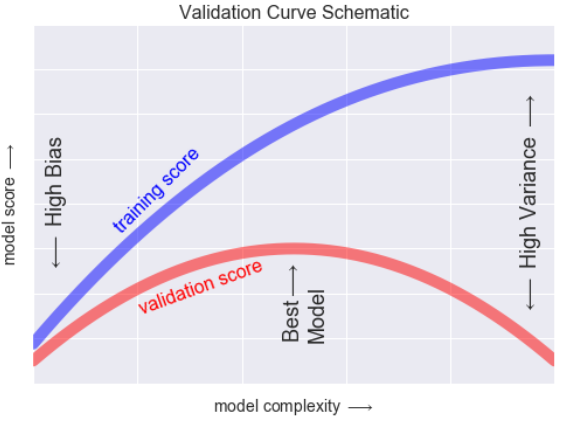 Validation Curve Schematic
model score ⟶
⟵ High Bias
training score
validation score
Best ⟶
Model
⟵ High Variance ⟶
model complexity ⟶